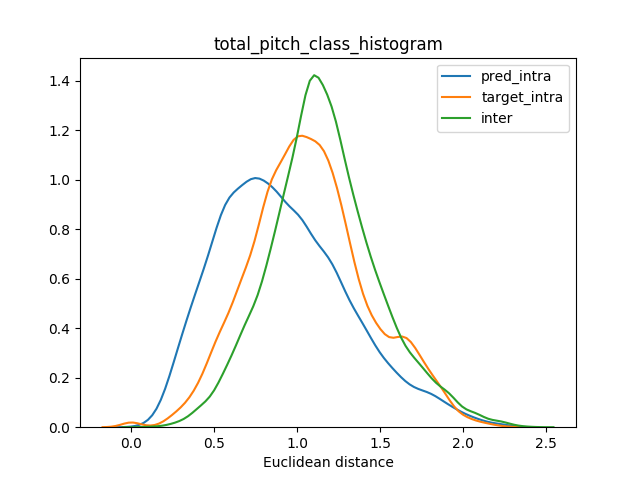 total_pitch_class_histogram
pred_intra
target_intra
inter
1.4
1.2
1.0
0.8
0.6
0.4
0.2
0.0
0.0 0.5 1.0 1.5 2.0 2.5
Euclidean distance